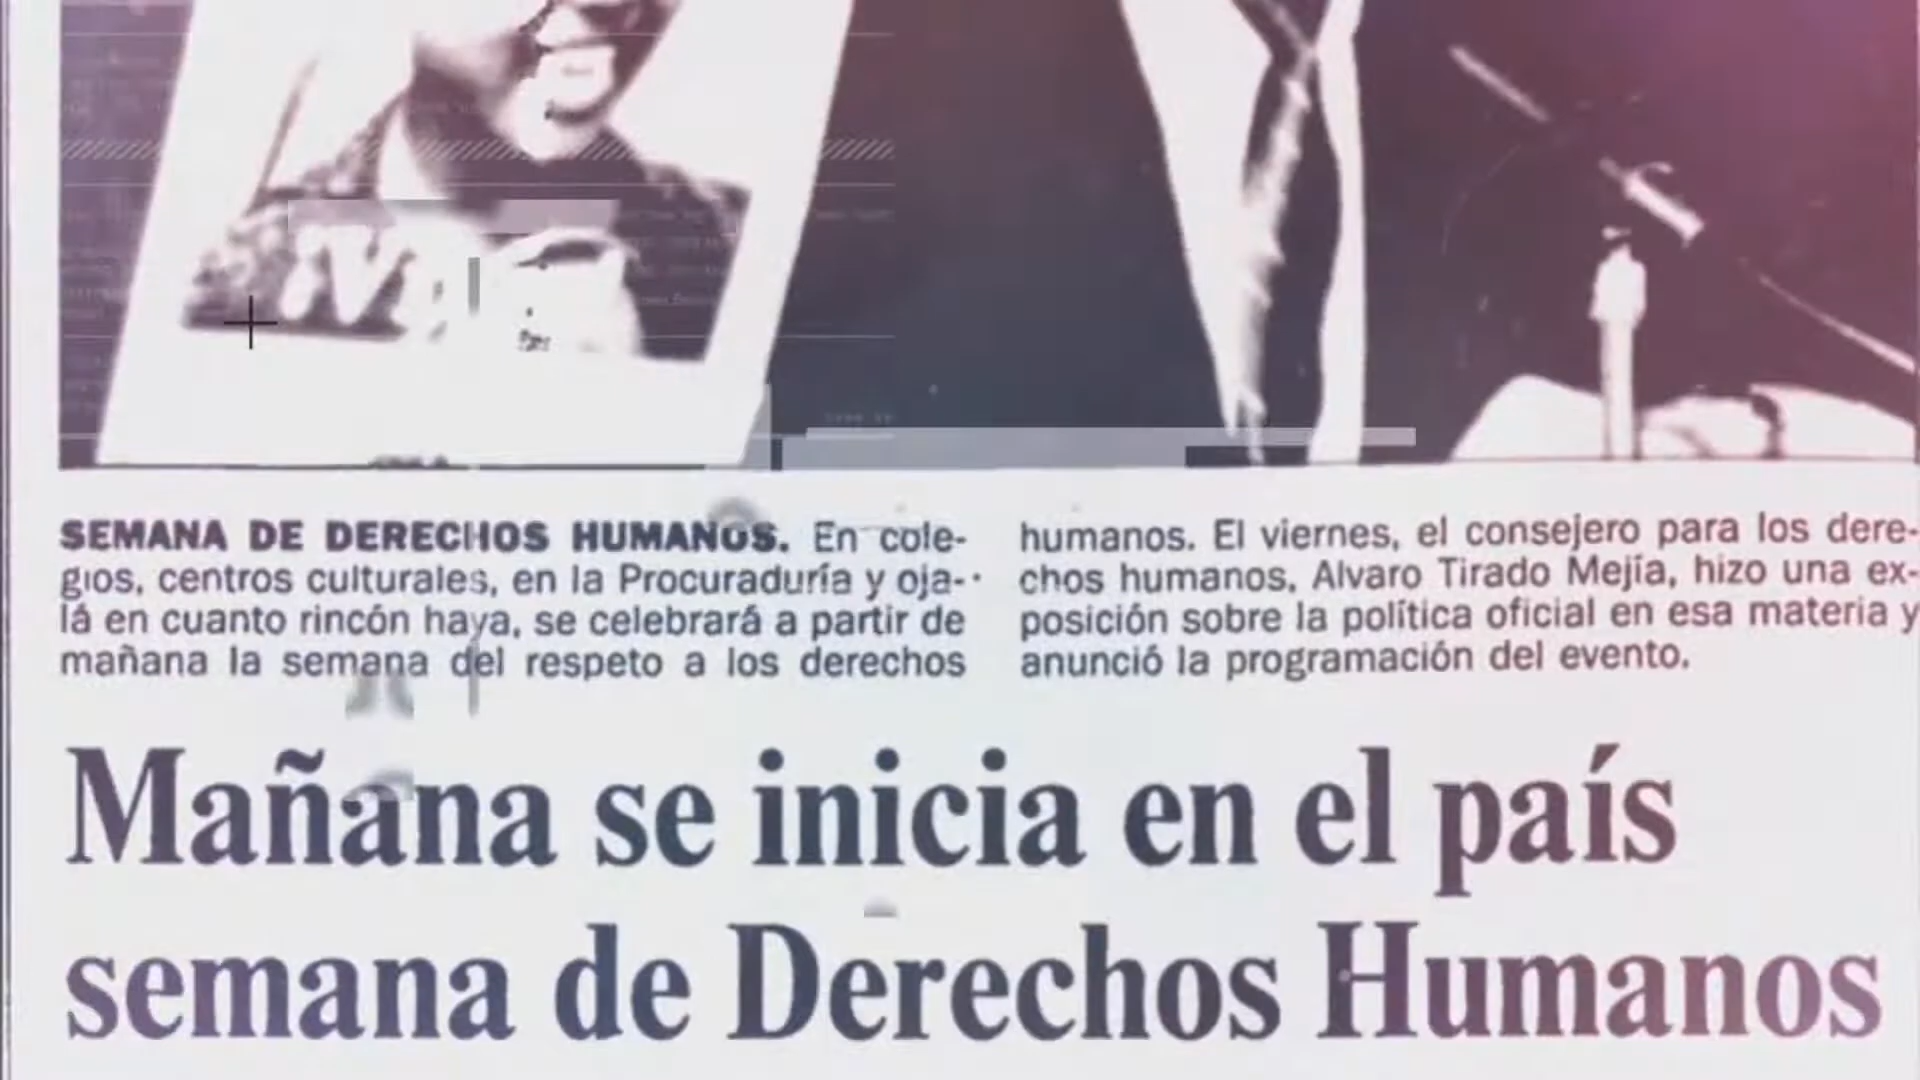 SEMANA DE DERECHOS HUMANOS. En cole-
gios, centros culturales, en la Procuraduría y oja-
lá en cuanto rincón haya, se celebrará a partir de
mañana la semana del respeto a los derechos
humanos. El viernes, el consejero para los dere-
chos humanos, Alvaro Tirado Mejía, hizo una ex-
posición sobre la política oficial en esa materia y
anunció la programación del evento.
Mañana se inicia en el país
semana de Derechos Humanos